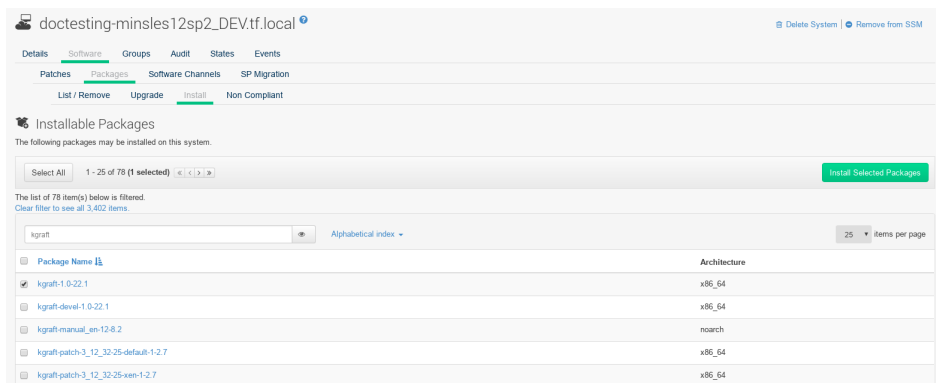 doctesting-minsles12sp2_DEV.tf.local ?
Delete System | Remove from SSM
Details Software Groups Audit States Events
Patches Packages Software Channels SP Migration
List / Remove Upgrade Install Non Compliant
Installable Packages
The following packages may be installed on this system.
Select All 1 - 25 of 78 (1 selected) Install Selected Packages
The list of 78 item(s) below is filtered.
Clear filter to see all 3,402 items.
kgraft Alphabetical index 25 items per page
Package Name Architecture
kgraft-1.0-22.1 x86_64
kgraft-devel-1.0-22.1 x86_64
kgraft-manual_en-12-8.2 noarch
kgraft-patch-3_12_32-25-default-1-2.7 x86_64
kgraft-patch-3_12_32-25-xen-1-2.7 x86_64